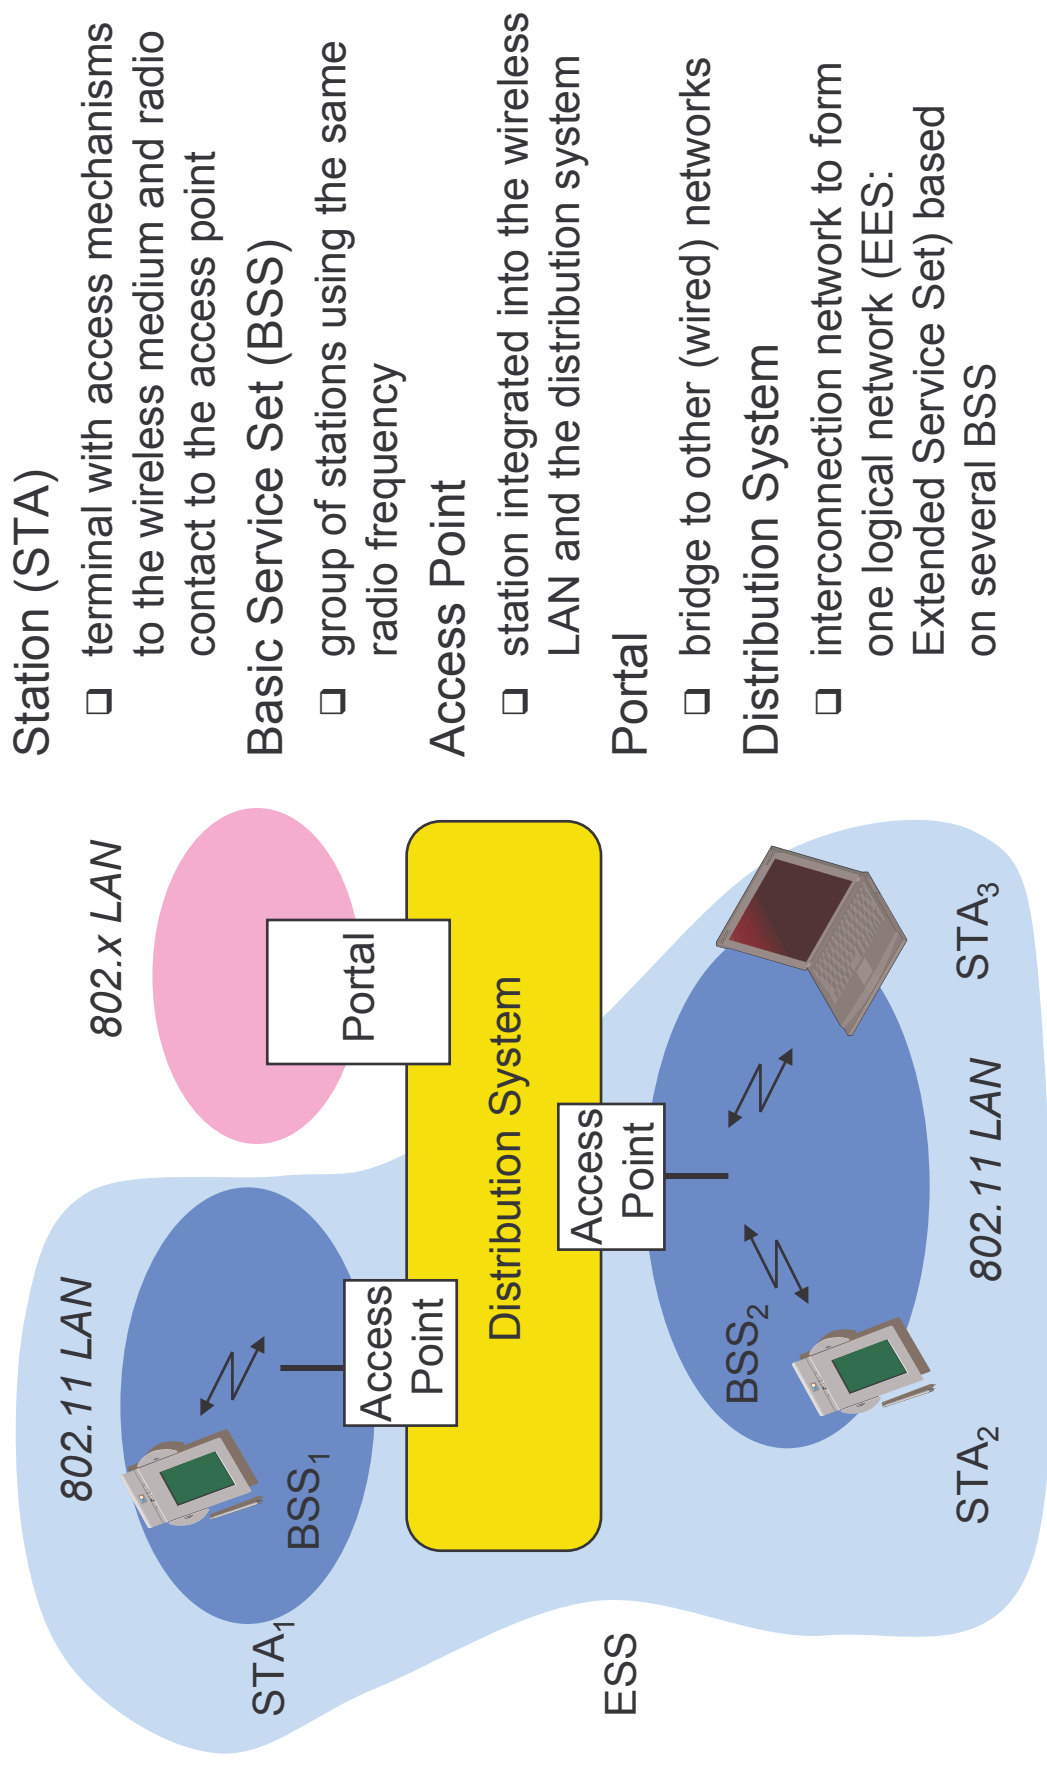 802.11 LAN
802.x LAN
STA1
BSS1
Access
Point
Portal
Distribution System
ESS
Access
Point
BSS2
STA2
802.11 LAN
STA3
Station (STA)
❑ terminal with access mechanisms
to the wireless medium and radio
contact to the access point
Basic Service Set (BSS)
❑ group of stations using the same
radio frequency
Access Point
❑ station integrated into the wireless
LAN and the distribution system
Portal
❑ bridge to other (wired) networks
Distribution System
❑ interconnection network to form
one logical network (EES:
Extended Service Set) based
on several BSS